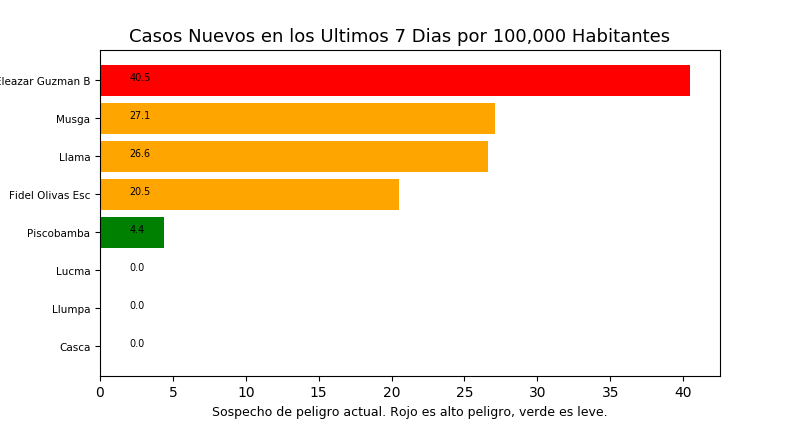 Casos Nuevos en los Ultimos 7 Dias por 100,000 Habitantes
Eleazar Guzman B 40.5
Musga 27.1
Llama 26.6
Fidel Olivas Esc 20.5
Piscobamba 4.4
Lucma 0.0
Llumpa 0.0
Casca 0.0
0 5 10 15 20 25 30 35 40
Sospecho de peligro actual. Rojo es alto peligro, verde es leve.